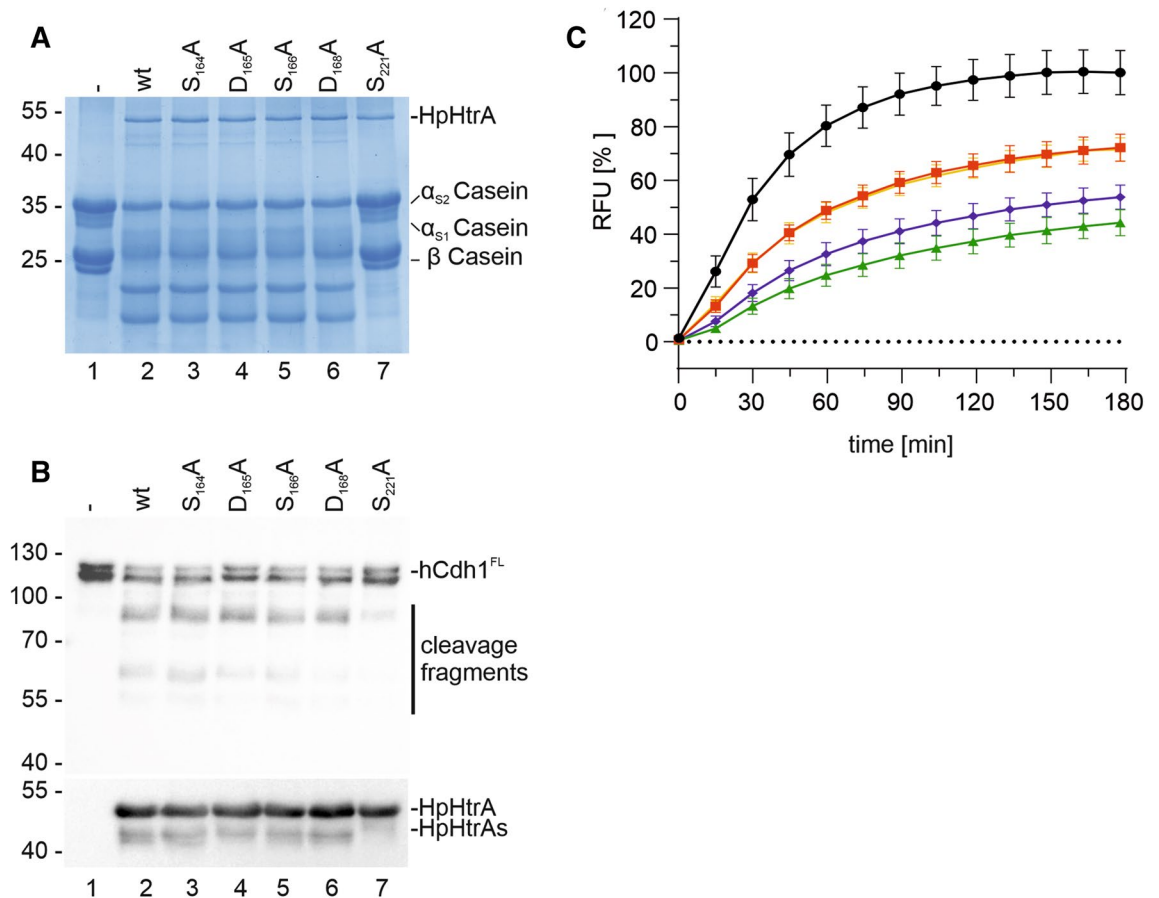 A
- wt S164A D165A S166A D168A S221A
55 -
40 -
35 -
25 -
-HpHtrA
αS2 Casein
αS1 Casein
β Casein
1 2 3 4 5 6 7
B
- wt S164A D165A S166A D168A S221A
130 -
100 -
70 -
55 -
40 -
-hCdh1FL
cleavage
fragments
55 -
40 -
-HpHtrA
-HpHtrAs
1 2 3 4 5 6 7
C
RFU [% ]
120
100
80
60
40
20
0
0 30 60 90 120 150 180
time [min]